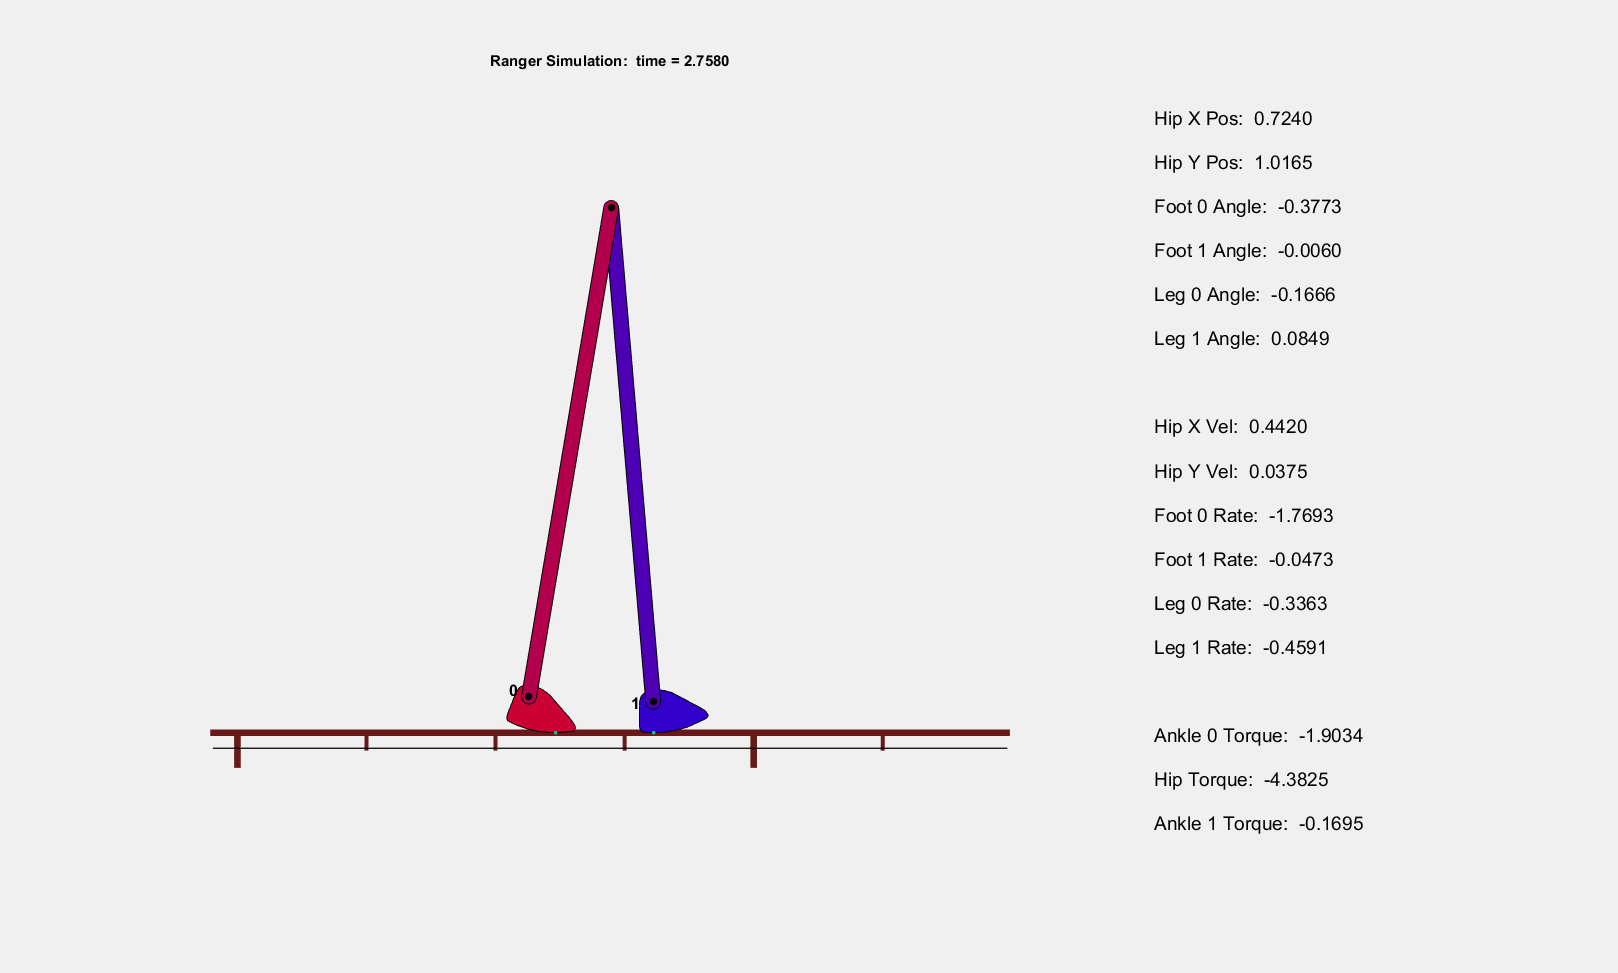 Ranger Simulation:  time = 2.7580
Hip X Pos:  0.7240
Hip Y Pos:  1.0165
Foot 0 Angle:  -0.3773
Foot 1 Angle:  -0.0060
Leg 0 Angle:  -0.1666
Leg 1 Angle:  0.0849
Hip X Vel:  0.4420
Hip Y Vel:  0.0375
Foot 0 Rate:  -1.7693
Foot 1 Rate:  -0.0473
Leg 0 Rate:  -0.3363
Leg 1 Rate:  -0.4591
0
1
Ankle 0 Torque:  -1.9034
Hip Torque:  -4.3825
Ankle 1 Torque:  -0.1695